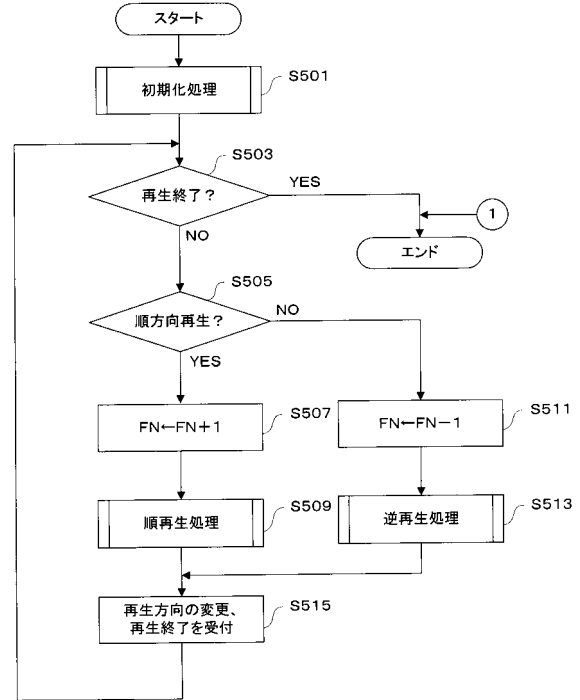 スタート
初期化処理
S501
S503
再生終了？
YES
1
NO
エンド
S505
順方向再生？
NO
YES
FN←FN＋1
S507
FN←FN－1
S511
順再生処理
S509
逆再生処理
S513
再生方向の変更、
再生終了を受付
S515